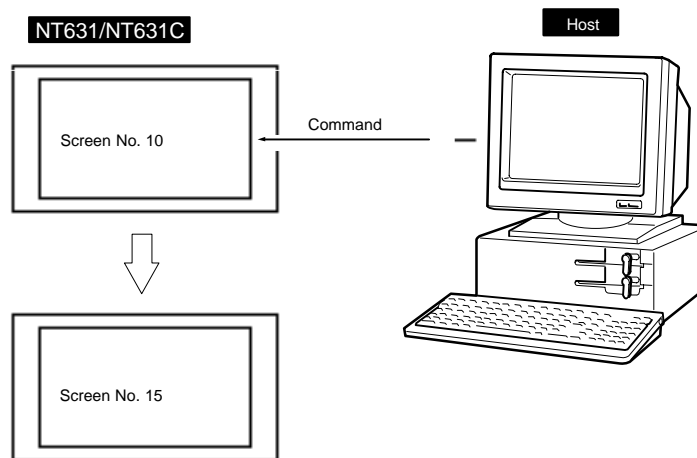 NT631/NT631C
Host
Command
Screen No. 10
Screen No. 15